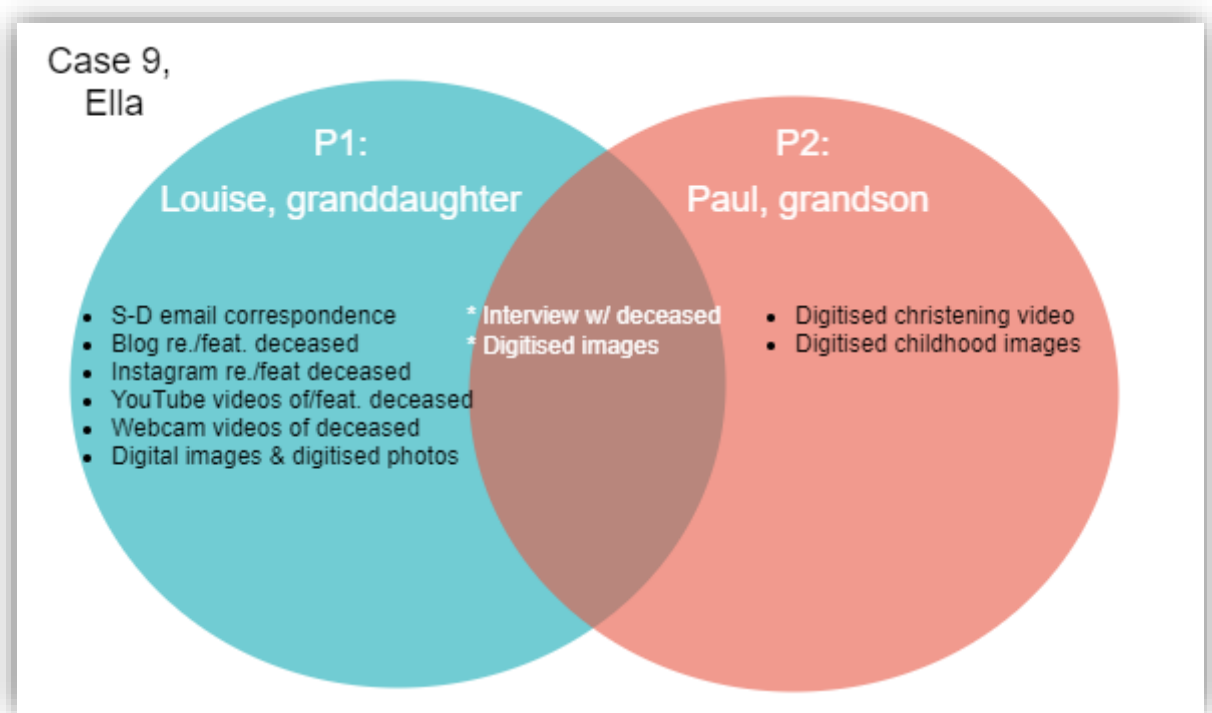 Case 9,
Ella
P1:
Louise, granddaughter
• S-D email correspondence
• Blog re./feat. deceased
• Instagram re./feat deceased
• YouTube videos of/feat. deceased
• Webcam videos of deceased
• Digital images & digitised photos
* Interview w/ deceased
* Digitised images
P2:
Paul, grandson
• Digitised christening video
• Digitised childhood images